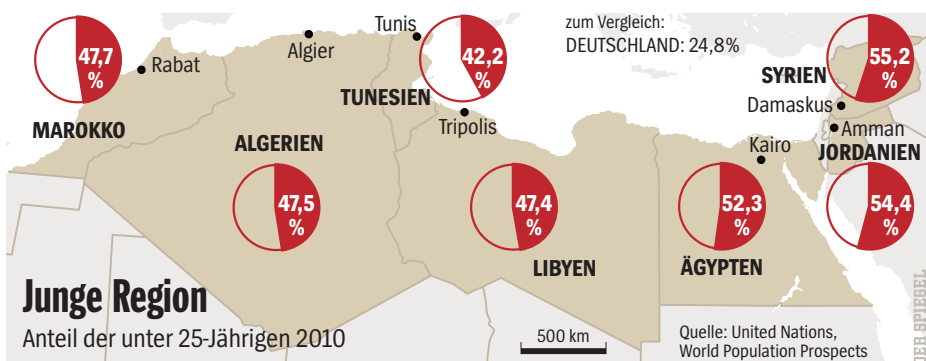 Junge Region
Anteil der unter 25-Jährigen 2010
zum Vergleich:
DEUTSCHLAND: 24,8%
47,7
%
Rabat
MAROKKO
Algier
ALGERIEN
47,5
%
Tunis
42,2
%
TUNESIEN
Tripolis
47,4
%
LIBYEN
Kairo
52,3
%
ÄGYPTEN
55,2
%
SYRIEN
Damaskus
Amman
JORDANIEN
54,4
%
500 km
Quelle: United Nations,
World Population Prospects
DER SPIEGEL